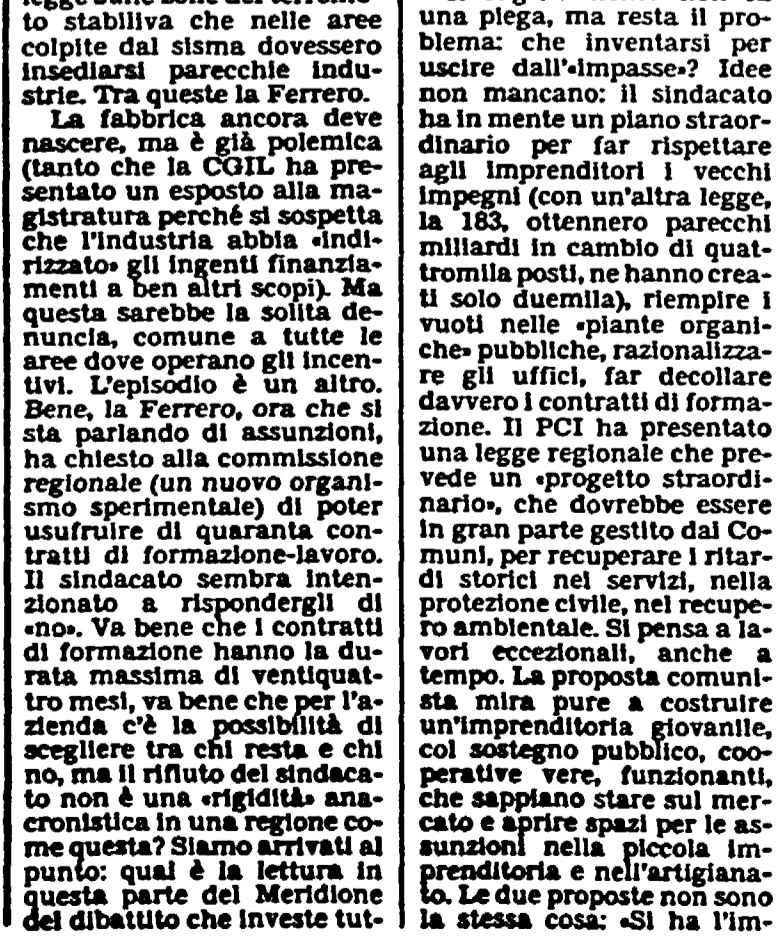 to stabiliva che nelle aree
colpite dal sisma dovessero
insediarsi parecchie indu-
strie. Tra queste la Ferrero.
La fabbrica ancora deve
nascere, ma è già polemica
(tanto che la CGIL ha pre-
sentato un esposto alla ma-
gistratura perché si sospetta
che l'industria abbia «indi-
rizzato» gli ingenti finanzia-
menti a ben altri scopi). Ma
questa sarebbe la solita de-
nuncia, comune a tutte le
aree dove operano gli incen-
tivi. L'episodio è un altro.
Bene, la Ferrero, ora che si
sta parlando di assunzioni,
ha chiesto alla commissione
regionale (un nuovo organi-
smo sperimentale) di poter
usufruire di quaranta con-
tratti di formazione-lavoro.
Il sindacato sembra inten-
zionato a rispondergli di
«no». Va bene che i contratti
di formazione hanno la du-
rata massima di ventiquat-
tro mesi, va bene che per l'a-
zienda c'è la possibilità di
scegliere tra chi resta e chi
no, ma il rifiuto del sindaca-
to non è una «rigidità» ana-
cronistica in una regione co-
me questa? Siamo arrivati al
punto: qual è la lettura in
questa parte del Meridione
del dibattito che investe tut-
una piega, ma resta il pro-
blema: che inventarsi per
uscire dall'«impasse»? Idee
non mancano: il sindacato
ha in mente un piano straor-
dinario per far rispettare
agli imprenditori i vecchi
impegni (con un'altra legge,
la 183, ottennero parecchi
miliardi in cambio di quat-
tromila posti, ne hanno crea-
ti solo duemila), riempire i
vuoti nelle «piante organi-
che» pubbliche, razionalizza-
re gli uffici, far decollare
davvero i contratti di forma-
zione. Il PCI ha presentato
una legge regionale che pre-
vede un «progetto straordi-
nario», che dovrebbe essere
in gran parte gestito dai Co-
muni, per recuperare i ritar-
di storici nei servizi, nella
protezione civile, nel recupe-
ro ambientale. Si pensa a la-
vori eccezionali, anche a
tempo. La proposta comuni-
sta mira pure a costruire
un'imprenditoria giovanile,
col sostegno pubblico, coo-
perative vere, funzionanti,
che sappiano stare sul mer-
cato e aprire spazi per le as-
sunzioni nella piccola im-
prenditoria e nell'artigiana-
to. Le due proposte non sono
la stessa cosa: «Si ha l'im-